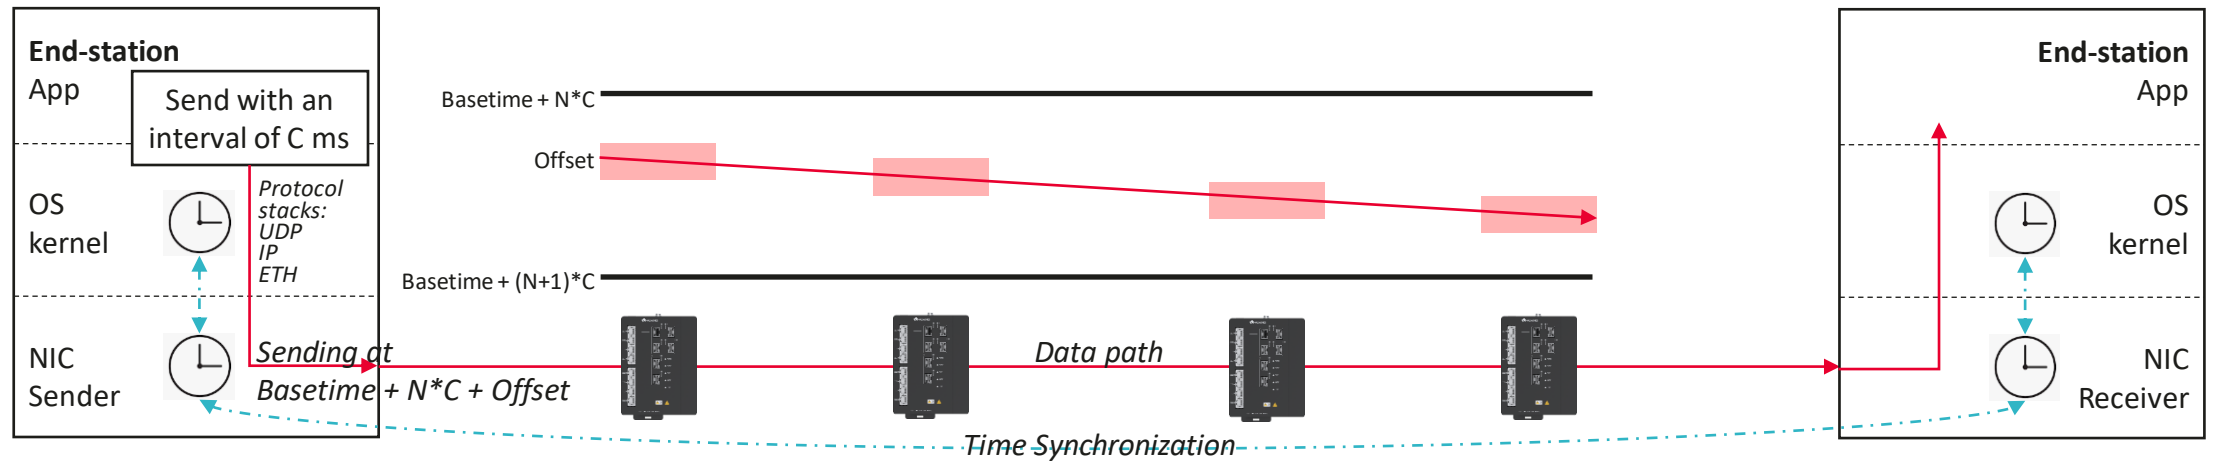 End-station
App
Send with an
interval of C ms
OS
kernel
Protocol
stacks:
UDP
IP
ETH
NIC
Sender
Sending at
Basetime + N*C + Offset
Basetime + N*C
Offset
Basetime + (N+1)*C
Data path
Time Synchronization
End-station
App
OS
kernel
NIC
Receiver